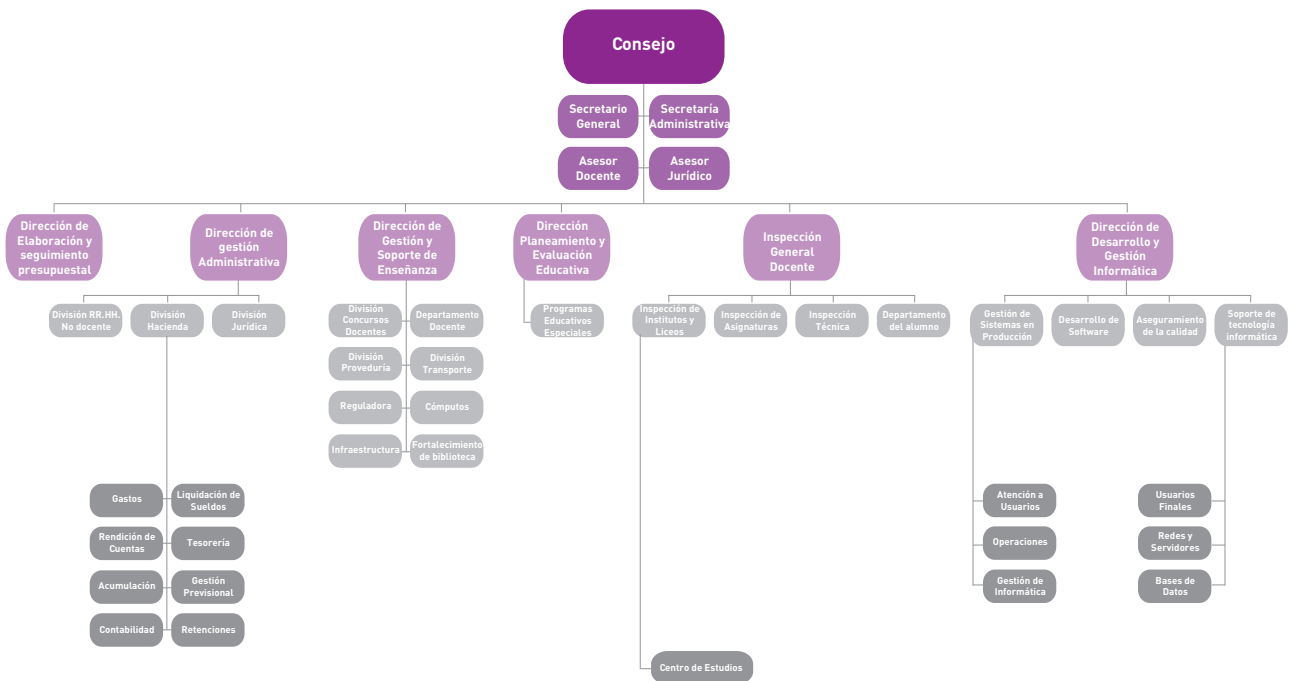 Consejo
Secretario
General
Secretaría
Administrativa
Asesor
Docente
Asesor
Jurídico
Dirección de
Elaboración y
seguimiento
presupuestal
Dirección de
gestión
Administrativa
Dirección de
Gestión y
Soporte de
Enseñanza
Dirección
Planeamiento y
Evaluación
Educativa
Inspección
General
Docente
Dirección de
Desarrollo y
Gestión
Informática
División RR.HH.
No docente
División
Hacienda
División
Jurídica
División
Concursos
Docentes
Departamento
Docente
Programas
Educativos
Especiales
Inspección de
Institutos y
Liceos
Inspección de
Asignaturas
Inspección
Técnica
Departamento
del alumno
Gestión de
Sistemas en
Producción
Desarrollo de
Software
Aseguramiento
de la calidad
Soporte de
tecnología
informática
División
Proveduría
División
Transporte
Reguladora
Cómputos
Infraestructura
Fortalecimiento
de biblioteca
Gastos
Liquidación de
Sueldos
Rendición de
Cuentas
Tesorería
Acumulación
Gestión
Previsional
Contabilidad
Retenciones
Atención a
Usuarios
Operaciones
Gestión de
Informática
Usuarios
Finales
Redes y
Servidores
Bases de
Datos
Centro de Estudios